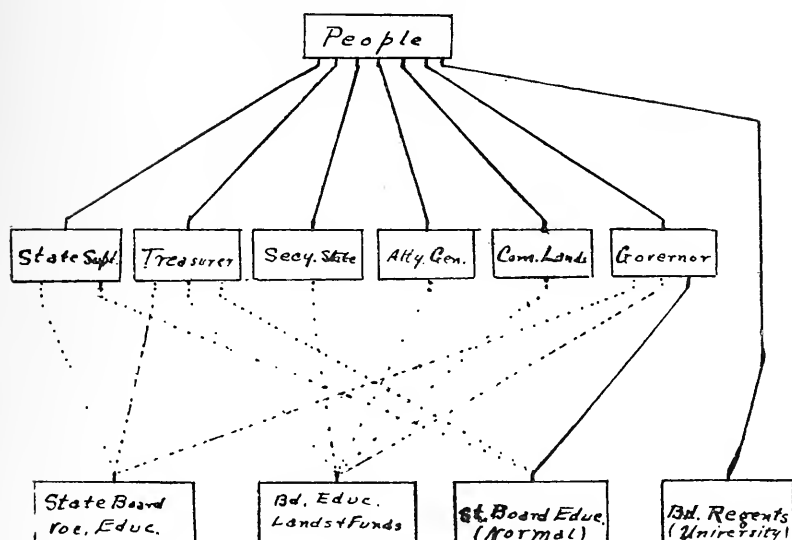 People
State Supt.
Treasurer
Secy. State
Atty. Gen.
Com. Lands
Governor
State Board
Voc. Educ.
Bd. Educ.
Lands + Funds
St. Board Educ.
(Normal)
Bd. Regents
(University)